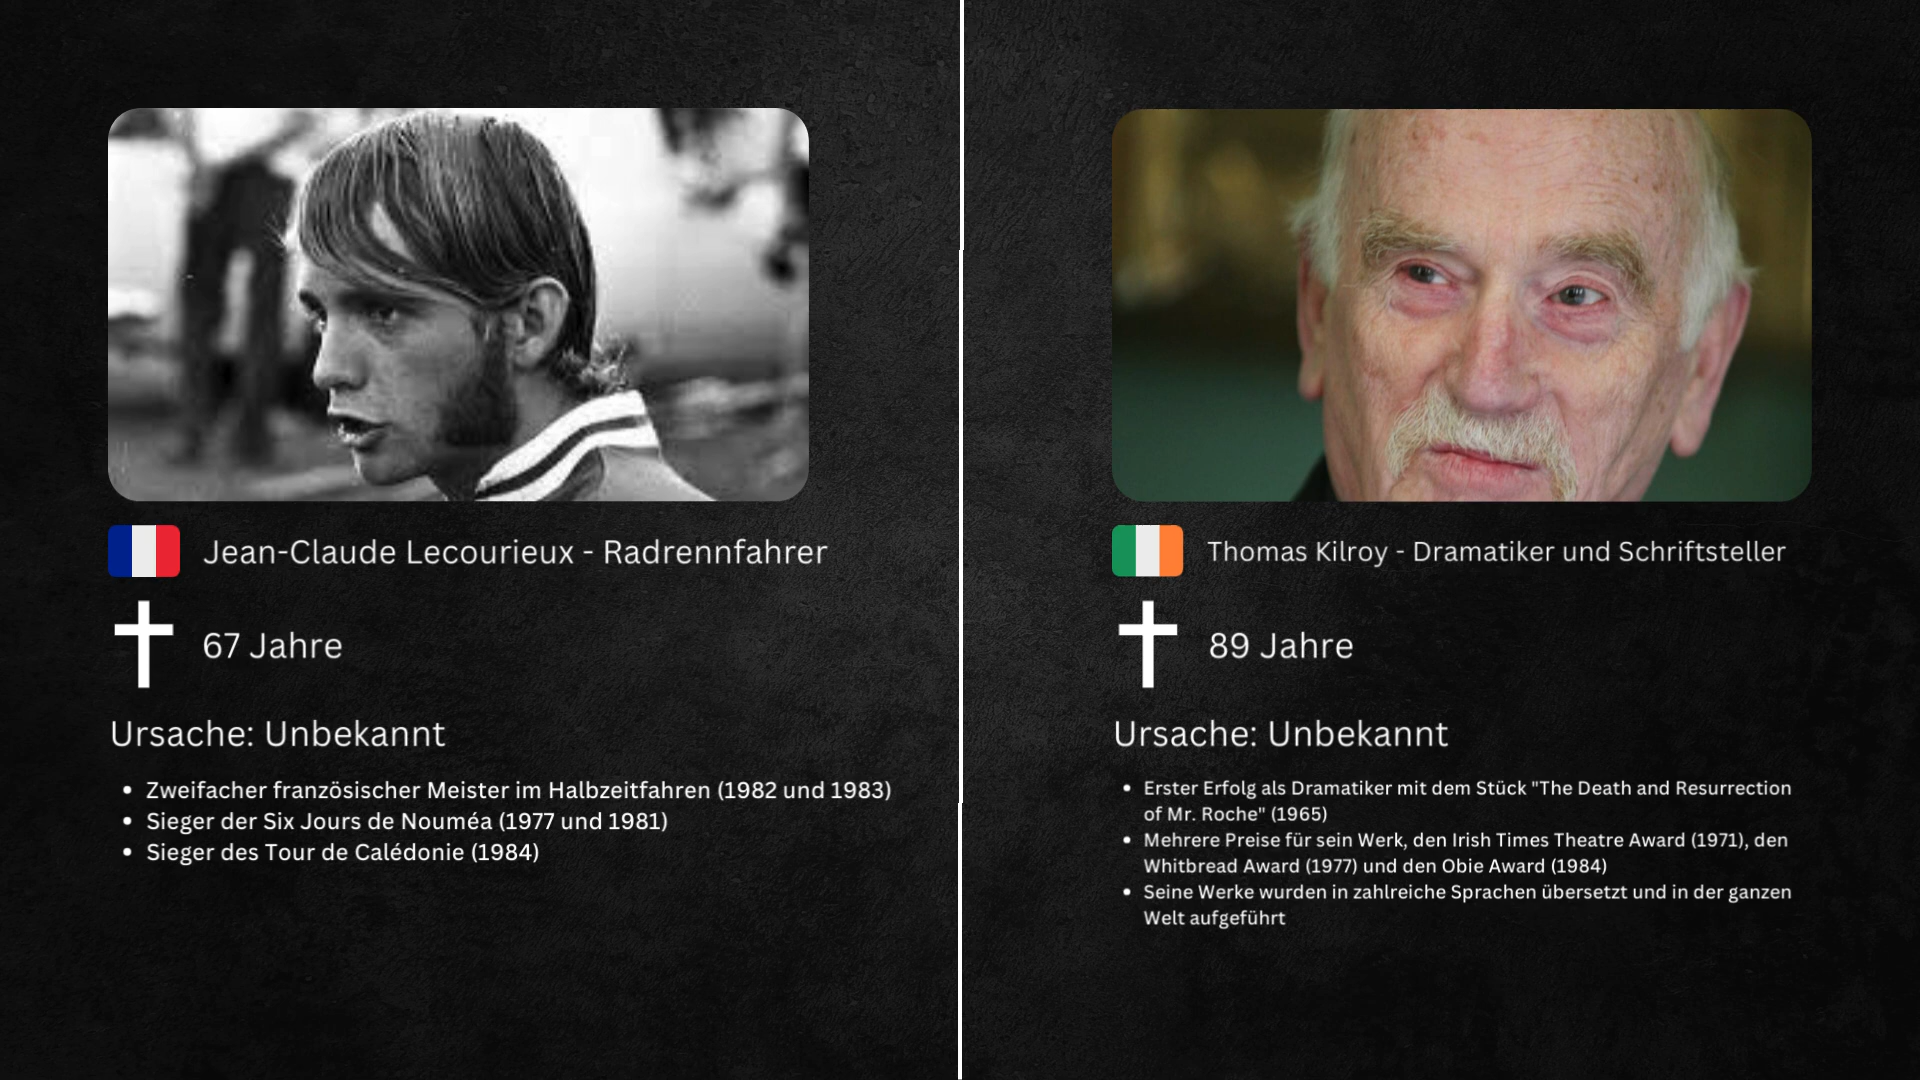 Jean-Claude Lecourieux - Radrennfahrer
67 Jahre
Ursache: Unbekannt
• Zweifacher französischer Meister im Halbzeitfahren (1982 und 1983)
• Sieger der Six Jours de Nouméa (1977 und 1981)
• Sieger des Tour de Calédonie (1984)
Thomas Kilroy - Dramatiker und Schriftsteller
89 Jahre
Ursache: Unbekannt
• Erster Erfolg als Dramatiker mit dem Stück "The Death and Resurrection
of Mr. Roche" (1965)
• Mehrere Preise für sein Werk, den Irish Times Theatre Award (1971), den
Whitbread Award (1977) und den Obie Award (1984)
• Seine Werke wurden in zahlreiche Sprachen übersetzt und in der ganzen
Welt aufgeführt